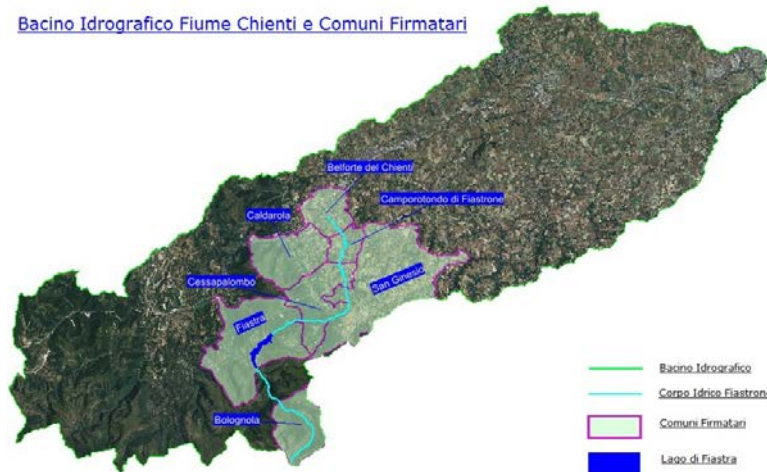 Bacino Idrografico Fiume Chienti e Comuni Firmatari
Belforte del Chienti
Camporotondo di Fiastrone
Caldarola
Cessapalombo
San Ginesio
Fiastra
Bolognola
Bacino Idrografico
Corpo Idrico Fiastrone
Comuni Firmatari
Lago di Fiastra